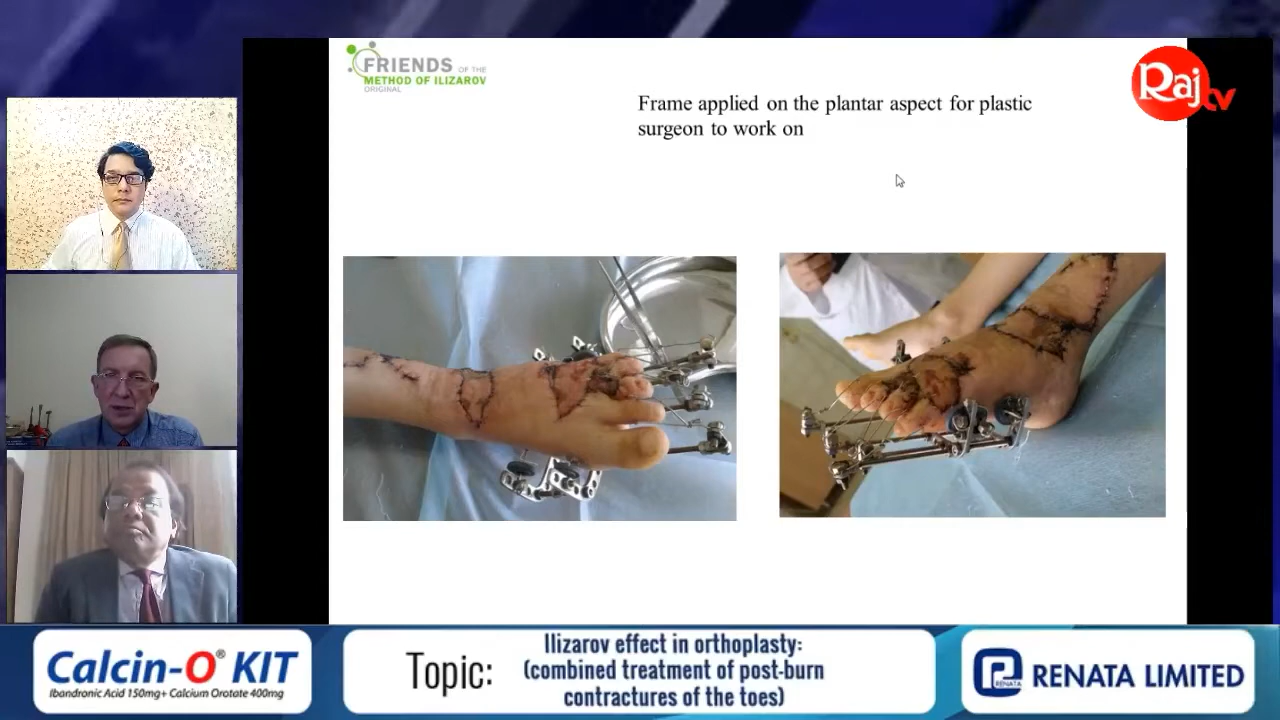 FRIENDS OF THE
METHOD OF ILIZAROV
ORIGINAL
Frame applied on the plantar aspect for plastic
surgeon to work on
Raj tv
Calcin-O® KIT
Ibandronic Acid 150mg+ Calcium Orotate 400mg
Topic:
Ilizarov effect in orthoplasty:
(combined treatment of post-burn
contractures of the toes)
RENATA
RENATA LIMITED